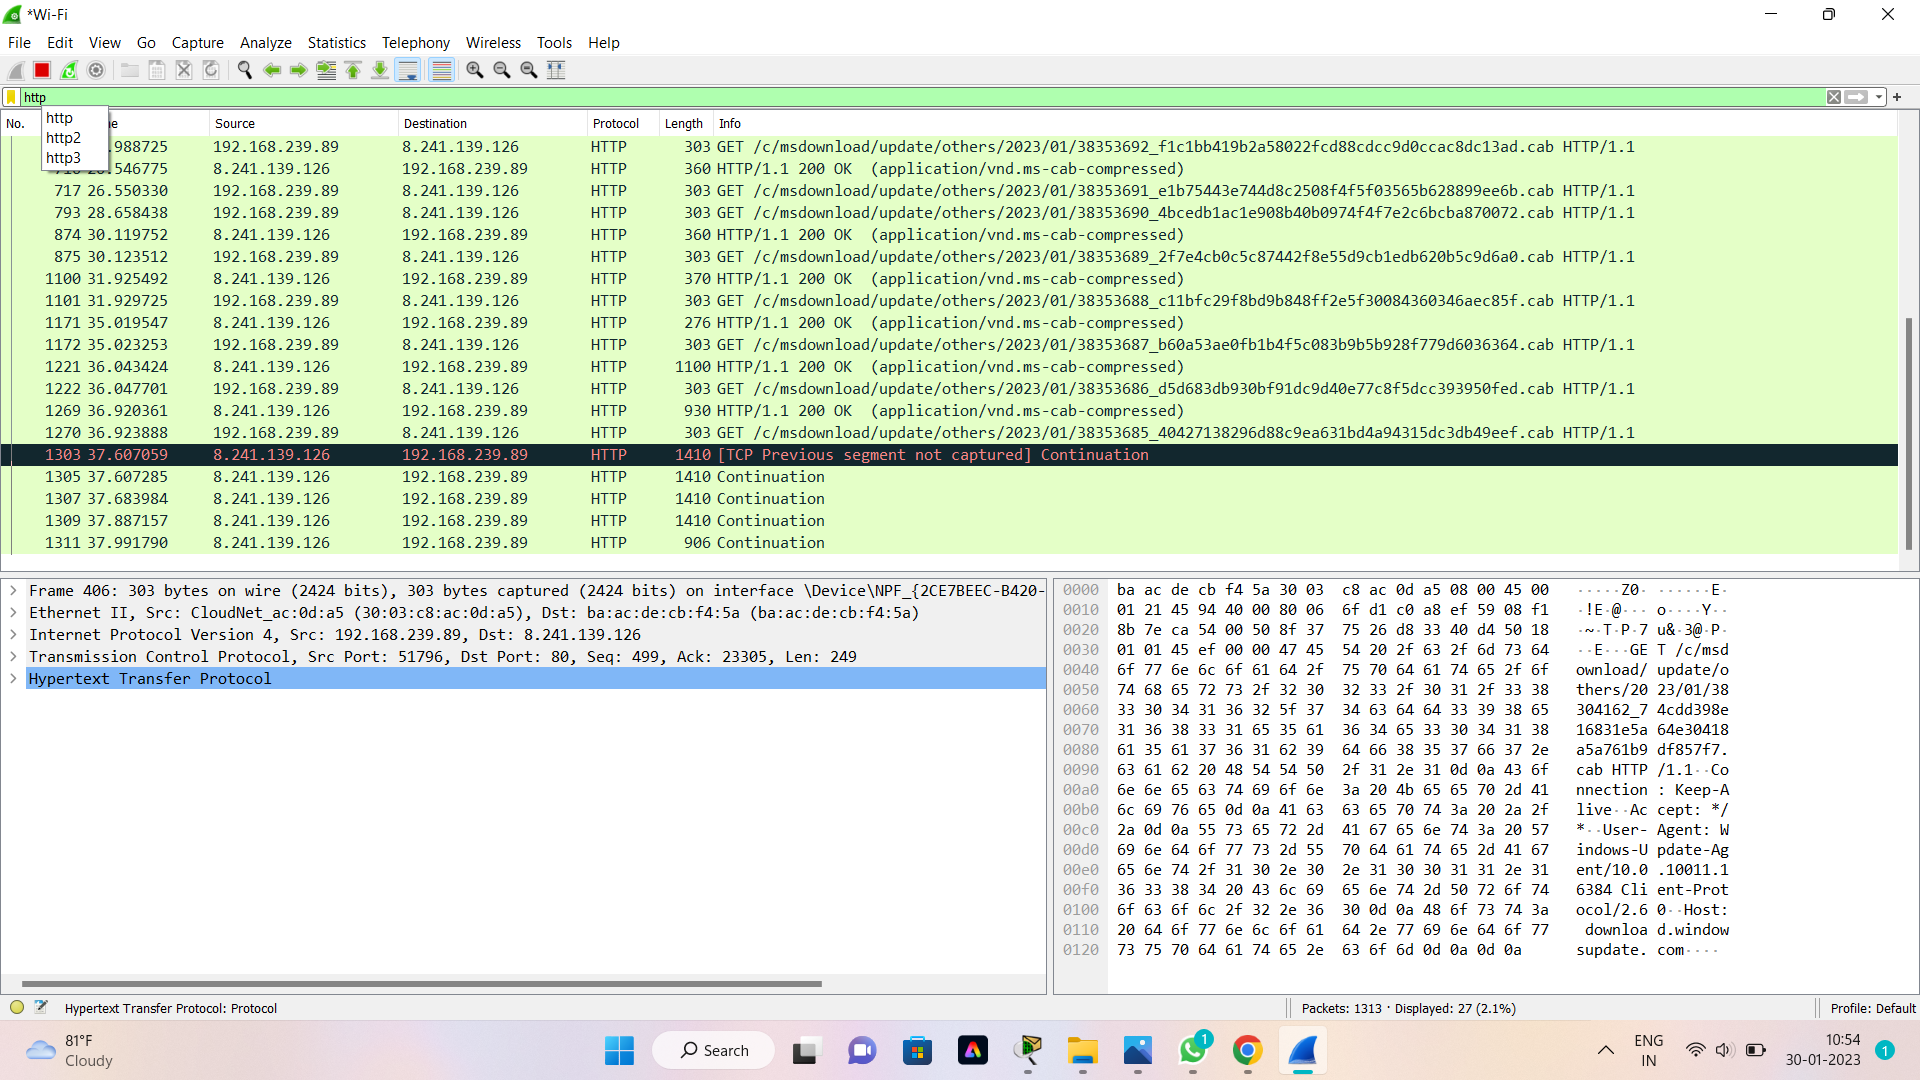 *Wi-Fi
File Edit View Go Capture Analyze Statistics Telephony Wireless Tools Help
http
http
http2
http3
No. Source Destination Protocol Length Info
.988725 192.168.239.89 8.241.139.126 HTTP 303 GET /c/msdownload/update/others/2023/01/38353692_f1c1bb419b2a58022fcd88cdcc9d0ccac8dc13ad.cab HTTP/1.1
.546775 8.241.139.126 192.168.239.89 HTTP 360 HTTP/1.1 200 OK (application/vnd.ms-cab-compressed)
717 26.550330 192.168.239.89 8.241.139.126 HTTP 303 GET /c/msdownload/update/others/2023/01/38353691_e1b75443e744d8c2508f4f5f03565b628899ee6b.cab HTTP/1.1
793 28.658438 192.168.239.89 8.241.139.126 HTTP 303 GET /c/msdownload/update/others/2023/01/38353690_4bcedb1ac1e908b40b0974f4f7e2c6bcba870072.cab HTTP/1.1
874 30.119752 8.241.139.126 192.168.239.89 HTTP 360 HTTP/1.1 200 OK (application/vnd.ms-cab-compressed)
875 30.123512 192.168.239.89 8.241.139.126 HTTP 303 GET /c/msdownload/update/others/2023/01/38353689_2f7e4cb0c5c87442f8e55d9cb1edb620b5c9d6a0.cab HTTP/1.1
1100 31.925492 8.241.139.126 192.168.239.89 HTTP 370 HTTP/1.1 200 OK (application/vnd.ms-cab-compressed)
1101 31.929725 192.168.239.89 8.241.139.126 HTTP 303 GET /c/msdownload/update/others/2023/01/38353688_c11bfc29f8bd9b848ff2e5f30084360346aec85f.cab HTTP/1.1
1171 35.019547 8.241.139.126 192.168.239.89 HTTP 276 HTTP/1.1 200 OK (application/vnd.ms-cab-compressed)
1172 35.023253 192.168.239.89 8.241.139.126 HTTP 303 GET /c/msdownload/update/others/2023/01/38353687_b60a53ae0fb1b4f5c083b9b5b928f779d6036364.cab HTTP/1.1
1221 36.043424 8.241.139.126 192.168.239.89 HTTP 1100 HTTP/1.1 200 OK (application/vnd.ms-cab-compressed)
1222 36.047701 192.168.239.89 8.241.139.126 HTTP 303 GET /c/msdownload/update/others/2023/01/38353686_d5d683db930bf91dc9d40e77c8f5dcc393950fed.cab HTTP/1.1
1269 36.920361 8.241.139.126 192.168.239.89 HTTP 930 HTTP/1.1 200 OK (application/vnd.ms-cab-compressed)
1270 36.923888 192.168.239.89 8.241.139.126 HTTP 303 GET /c/msdownload/update/others/2023/01/38353685_40427138296d88c9ea631bd4a94315dc3db49eef.cab HTTP/1.1
1303 37.607059 8.241.139.126 192.168.239.89 HTTP 1410 [TCP Previous segment not captured] Continuation
1305 37.607285 8.241.139.126 192.168.239.89 HTTP 1410 Continuation
1307 37.683984 8.241.139.126 192.168.239.89 HTTP 1410 Continuation
1309 37.887157 8.241.139.126 192.168.239.89 HTTP 1410 Continuation
1311 37.991790 8.241.139.126 192.168.239.89 HTTP 906 Continuation
Frame 406: 303 bytes on wire (2424 bits), 303 bytes captured (2424 bits) on interface \Device\NPF_{2CE7BEEC-B420-
Ethernet II, Src: CloudNet_ac:0d:a5 (30:03:c8:ac:0d:a5), Dst: ba:ac:de:cb:f4:5a (ba:ac:de:cb:f4:5a)
Internet Protocol Version 4, Src: 192.168.239.89, Dst: 8.241.139.126
Transmission Control Protocol, Src Port: 51796, Dst Port: 80, Seq: 499, Ack: 23305, Len: 249
Hypertext Transfer Protocol
0000 ba ac de cb f4 5a 30 03 c8 ac 0d a5 08 00 45 00 ·····Z0· ······E·
0010 01 21 45 94 40 00 80 06 6f d1 c0 a8 ef 59 08 f1 ·!E·@··· o····Y··
0020 8b 7e ca 54 00 50 8f 37 75 26 d8 33 40 d4 50 18 ·~·T·P·7 u&·3@·P·
0030 01 01 45 ef 00 00 47 45 54 20 2f 63 2f 6d 73 64 ··E···GE T /c/msd
0040 6f 77 6e 6c 6f 61 64 2f 75 70 64 61 74 65 2f 6f ownload/ update/o
0050 74 68 65 72 73 2f 32 30 32 33 2f 30 31 2f 33 38 thers/20 23/01/38
0060 33 30 34 31 36 32 5f 37 34 63 64 64 33 39 38 65 304162_7 4cdd398e
0070 31 36 38 33 31 65 35 61 36 34 65 33 30 34 31 38 16831e5a 64e30418
0080 61 35 61 37 36 31 62 39 64 66 38 35 37 66 37 2e a5a761b9 df857f7.
0090 63 61 62 20 48 54 54 50 2f 31 2e 31 0d 0a 43 6f cab HTTP /1.1··Co
00a0 6e 6e 65 63 74 69 6f 6e 3a 20 4b 65 65 70 2d 41 nnection : Keep-A
00b0 6c 69 76 65 0d 0a 41 63 63 65 70 74 3a 20 2a 2f live··Ac cept: */
00c0 2a 0d 0a 55 73 65 72 2d 41 67 65 6e 74 3a 20 57 *··User- Agent: W
00d0 69 6e 64 6f 77 73 2d 55 70 64 61 74 65 2d 41 67 indows-U pdate-Ag
00e0 65 6e 74 2f 31 30 2e 30 2e 31 30 30 31 31 2e 31 ent/10.0 .10011.1
00f0 36 33 38 34 20 43 6c 69 65 6e 74 2d 50 72 6f 74 6384 Cli ent-Prot
0100 6f 63 6f 6c 2f 32 2e 36 30 0d 0a 48 6f 73 74 3a ocol/2.6 0··Host:
0110 20 64 6f 77 6e 6c 6f 61 64 2e 77 69 6e 64 6f 77 downloa d.window
0120 73 75 70 64 61 74 65 2e 63 6f 6d 0d 0a 0d 0a supdate. com····
Hypertext Transfer Protocol: Protocol Packets: 1313 · Displayed: 27 (2.1%) Profile: Default
81°F
Cloudy
Search
1
ENG
IN
10:54
30-01-2023
1